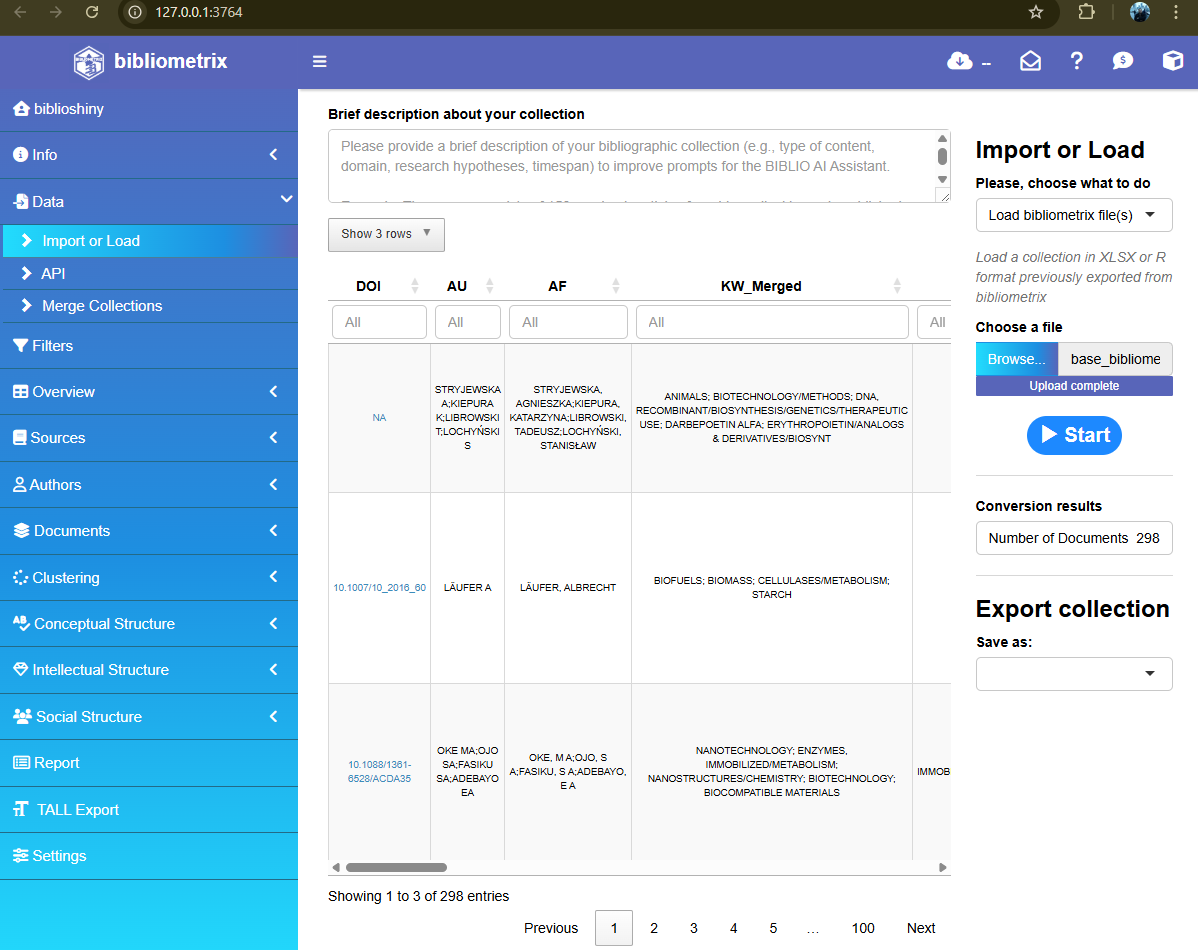 127.0.0.1:3764
bibliometrix
--
biblioshiny
Info
Data
Import or Load
API
Merge Collections
Filters
Overview
Sources
Authors
Documents
Clustering
Conceptual Structure
Intellectual Structure
Social Structure
Report
TALL Export
Settings
Brief description about your collection
Please provide a brief description of your bibliographic collection (e.g., type of content,
domain, research hypotheses, timespan) to improve prompts for the BIBLIO AI Assistant.
Show 3 rows
DOI AU AF KW_Merged
All All All All All
NA
STRYJEWSKA
A;KIEPURA
K;LIBROWSKI
T;LOCHYŃSKI
S
STRYJEWSKA,
AGNIESZKA;KIEPURA,
KATARZYNA;LIBROWSKI,
TADEUSZ;LOCHYŃSKI,
STANISŁAW
ANIMALS; BIOTECHNOLOGY/METHODS; DNA,
RECOMBINANT/BIOSYNTHESIS/GENETICS/THERAPEUTIC
USE; DARBEPOETIN ALFA; ERYTHROPOIETIN/ANALOGS
& DERIVATIVES/BIOSYNT
10.1007/10_2016_60
LÄUFER A
LÄUFER, ALBRECHT
BIOFUELS; BIOMASS; CELLULASES/METABOLISM;
STARCH
10.1088/1361-
6528/ACDA35
OKE MA;OJO
SA;FASIKU
SA;ADEBAYO
EA
OKE, M A;OJO, S
A;FASIKU, S A;ADEBAYO,
E A
NANOTECHNOLOGY; ENZYMES,
IMMOBILIZED/METABOLISM;
NANOSTRUCTURES/CHEMISTRY; BIOTECHNOLOGY;
BIOCOMPATIBLE MATERIALS
IMMOB
Showing 1 to 3 of 298 entries
Previous 1 2 3 4 5 … 100 Next
Import or Load
Please, choose what to do
Load bibliometrix file(s)
Load a collection in XLSX or R
format previously exported from
bibliometrix
Choose a file
Browse... base_bibliome
Upload complete
Start
Conversion results
Number of Documents 298
Export collection
Save as: